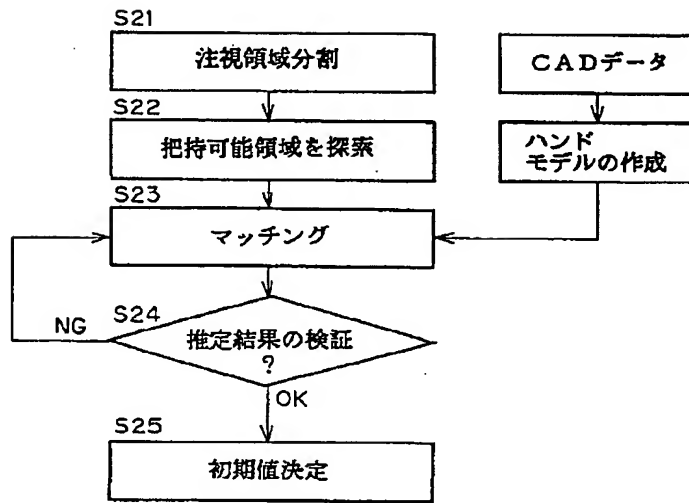 S21
注視領域分割
S22
把持可能領域を探索
S23
マッチング
S24
NG
推定結果の検証
?
OK
S25
初期値決定
CADデータ
ハンド
モデルの作成